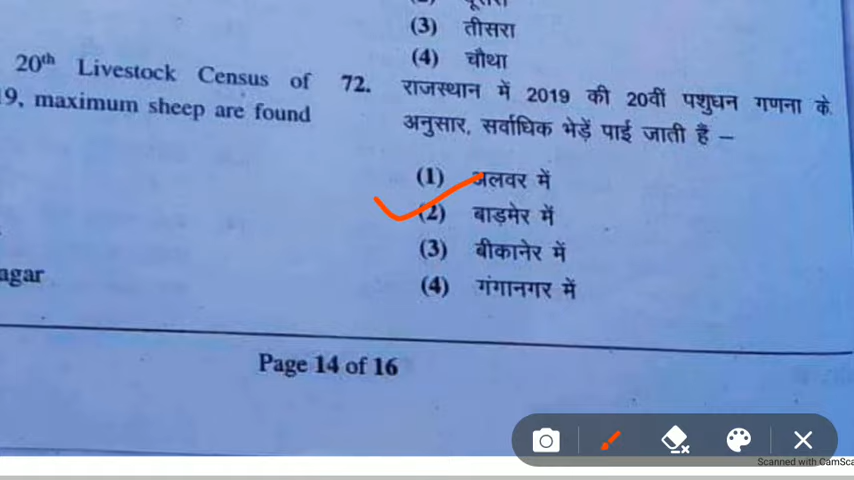 (3) तीसरा
(4) चौथा
20th Livestock Census of
9, maximum sheep are found
72. राजस्थान में 2019 की 20वीं पशुधन गणना के
अनुसार, सर्वाधिक भेड़ें पाई जाती हैं –
(1) अलवर में
(2) बाड़मेर में
(3) बीकानेर में
(4) गंगानगर में
agar
Page 14 of 16
Scanned with CamSca